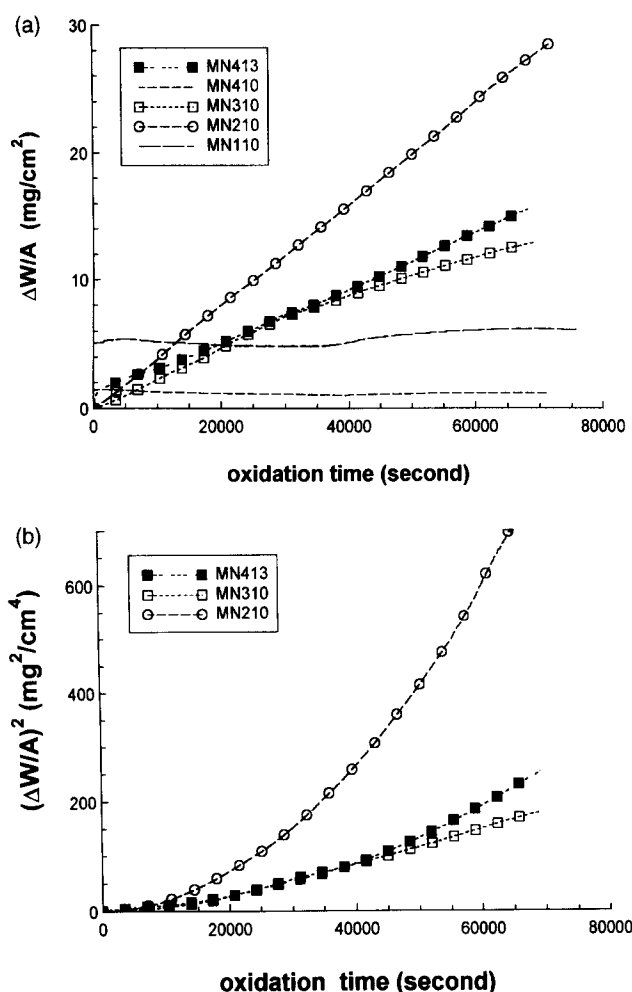 (a)
30
20
10
0
ΔW/A (mg/cm²)
MN413
MN410
MN310
MN210
MN110
0 20000 40000 60000 80000
oxidation time (second)
(b)
600
400
200
0
(ΔW/A)² (mg²/cm⁴)
MN413
MN310
MN210
0 20000 40000 60000 80000
oxidation time (second)